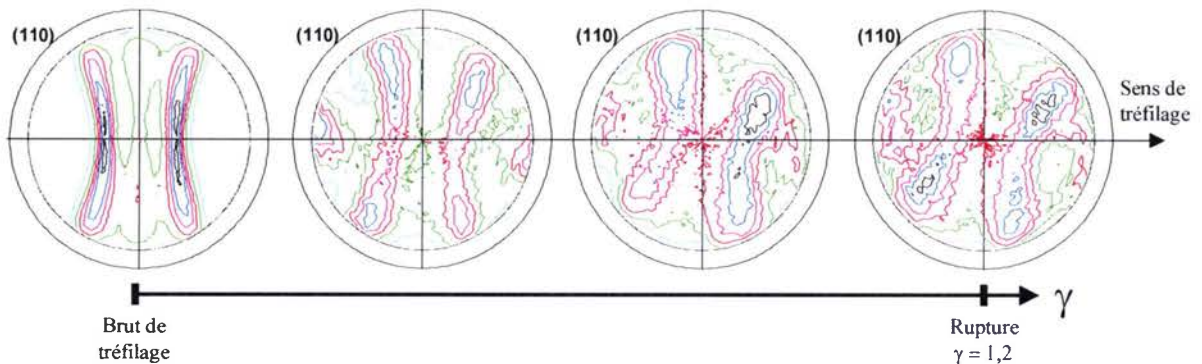 (110)
(110)
(110)
(110)
Sens de
tréfilage
γ
Brut de
tréfilage
Rupture
γ = 1,2